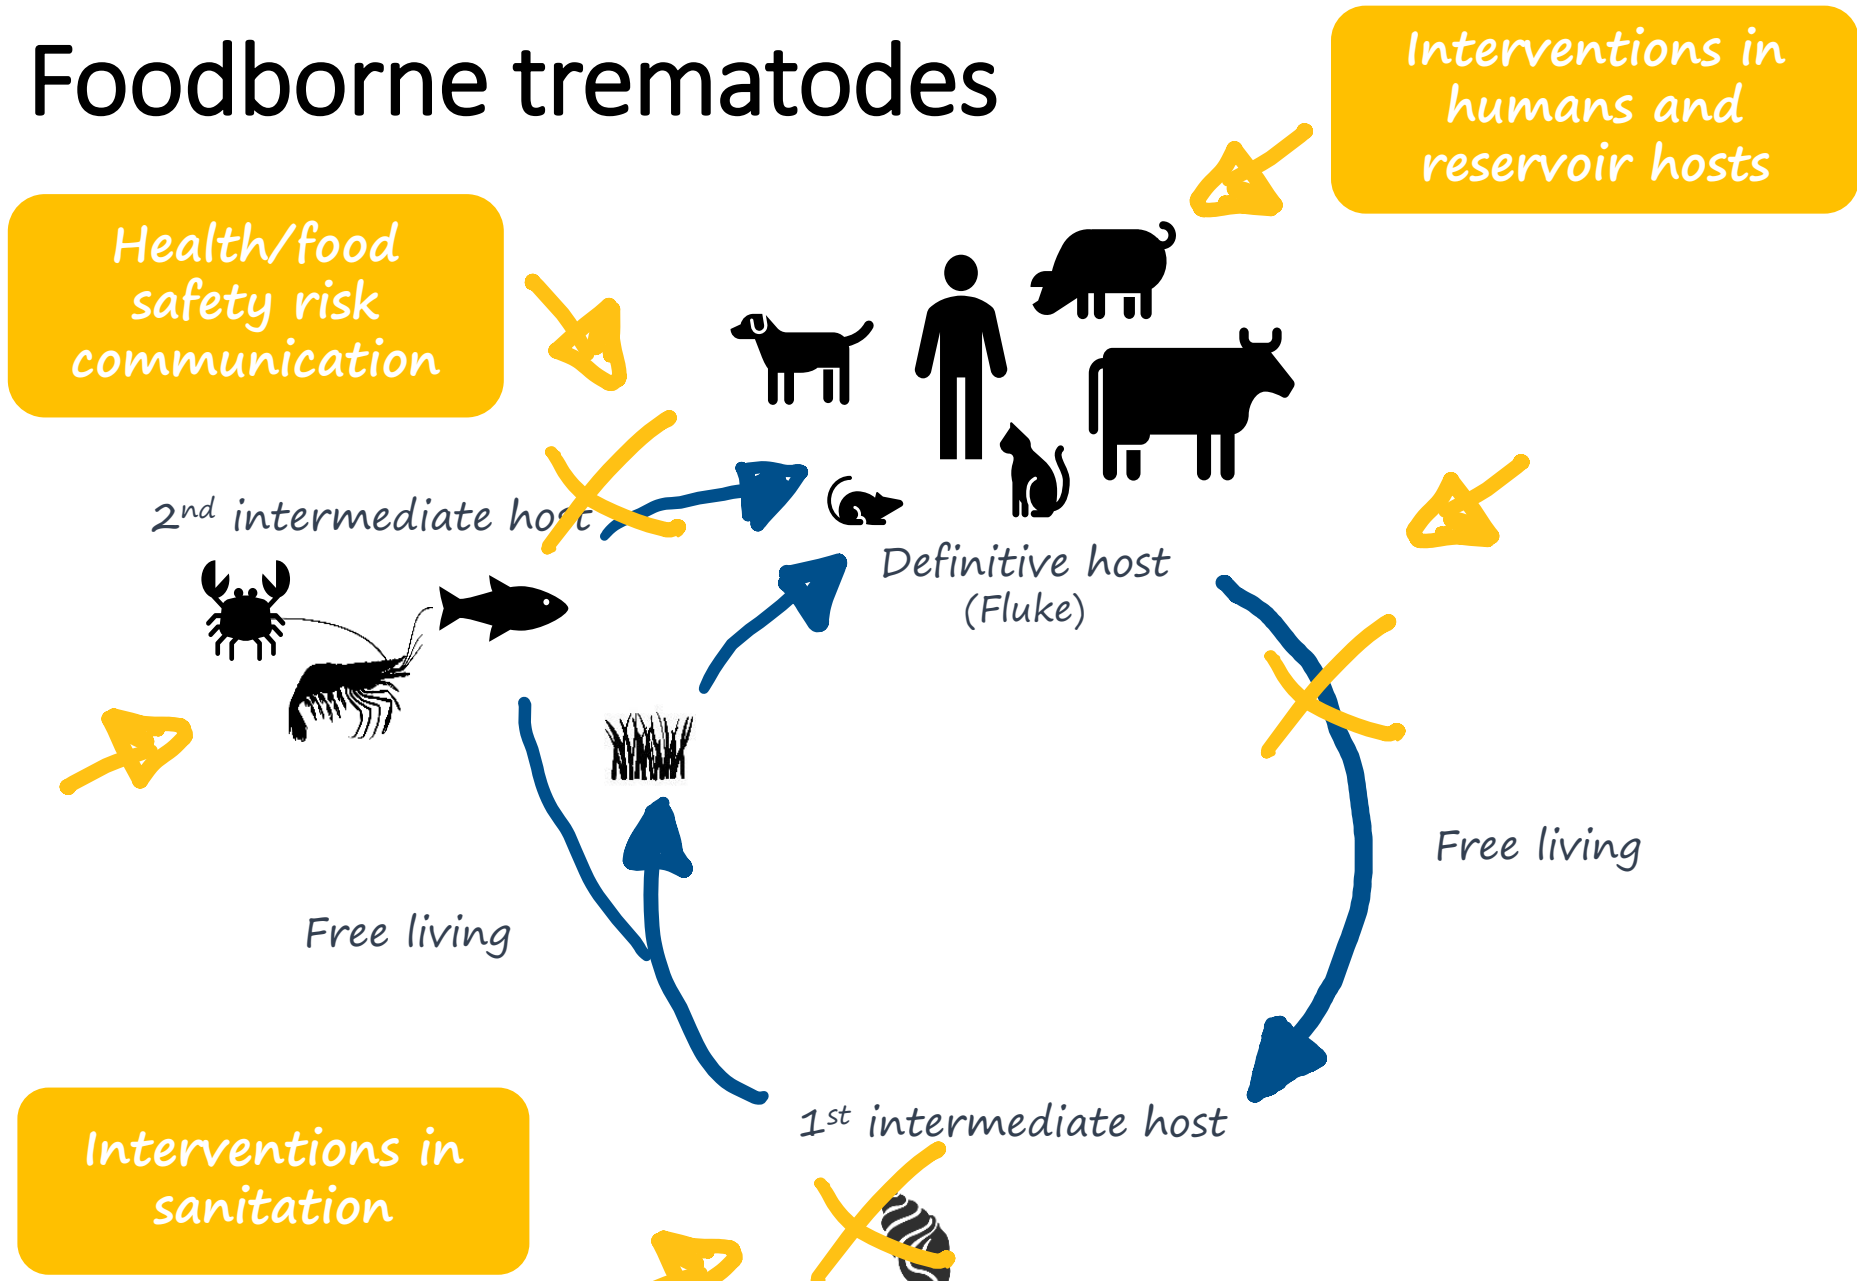 Foodborne trematodes
Interventions in
humans and
reservoir hosts
Health/food
safety risk
communication
2nd intermediate host
Definitive host
(Fluke)
Free living
Free living
1st intermediate host
Interventions in
sanitation